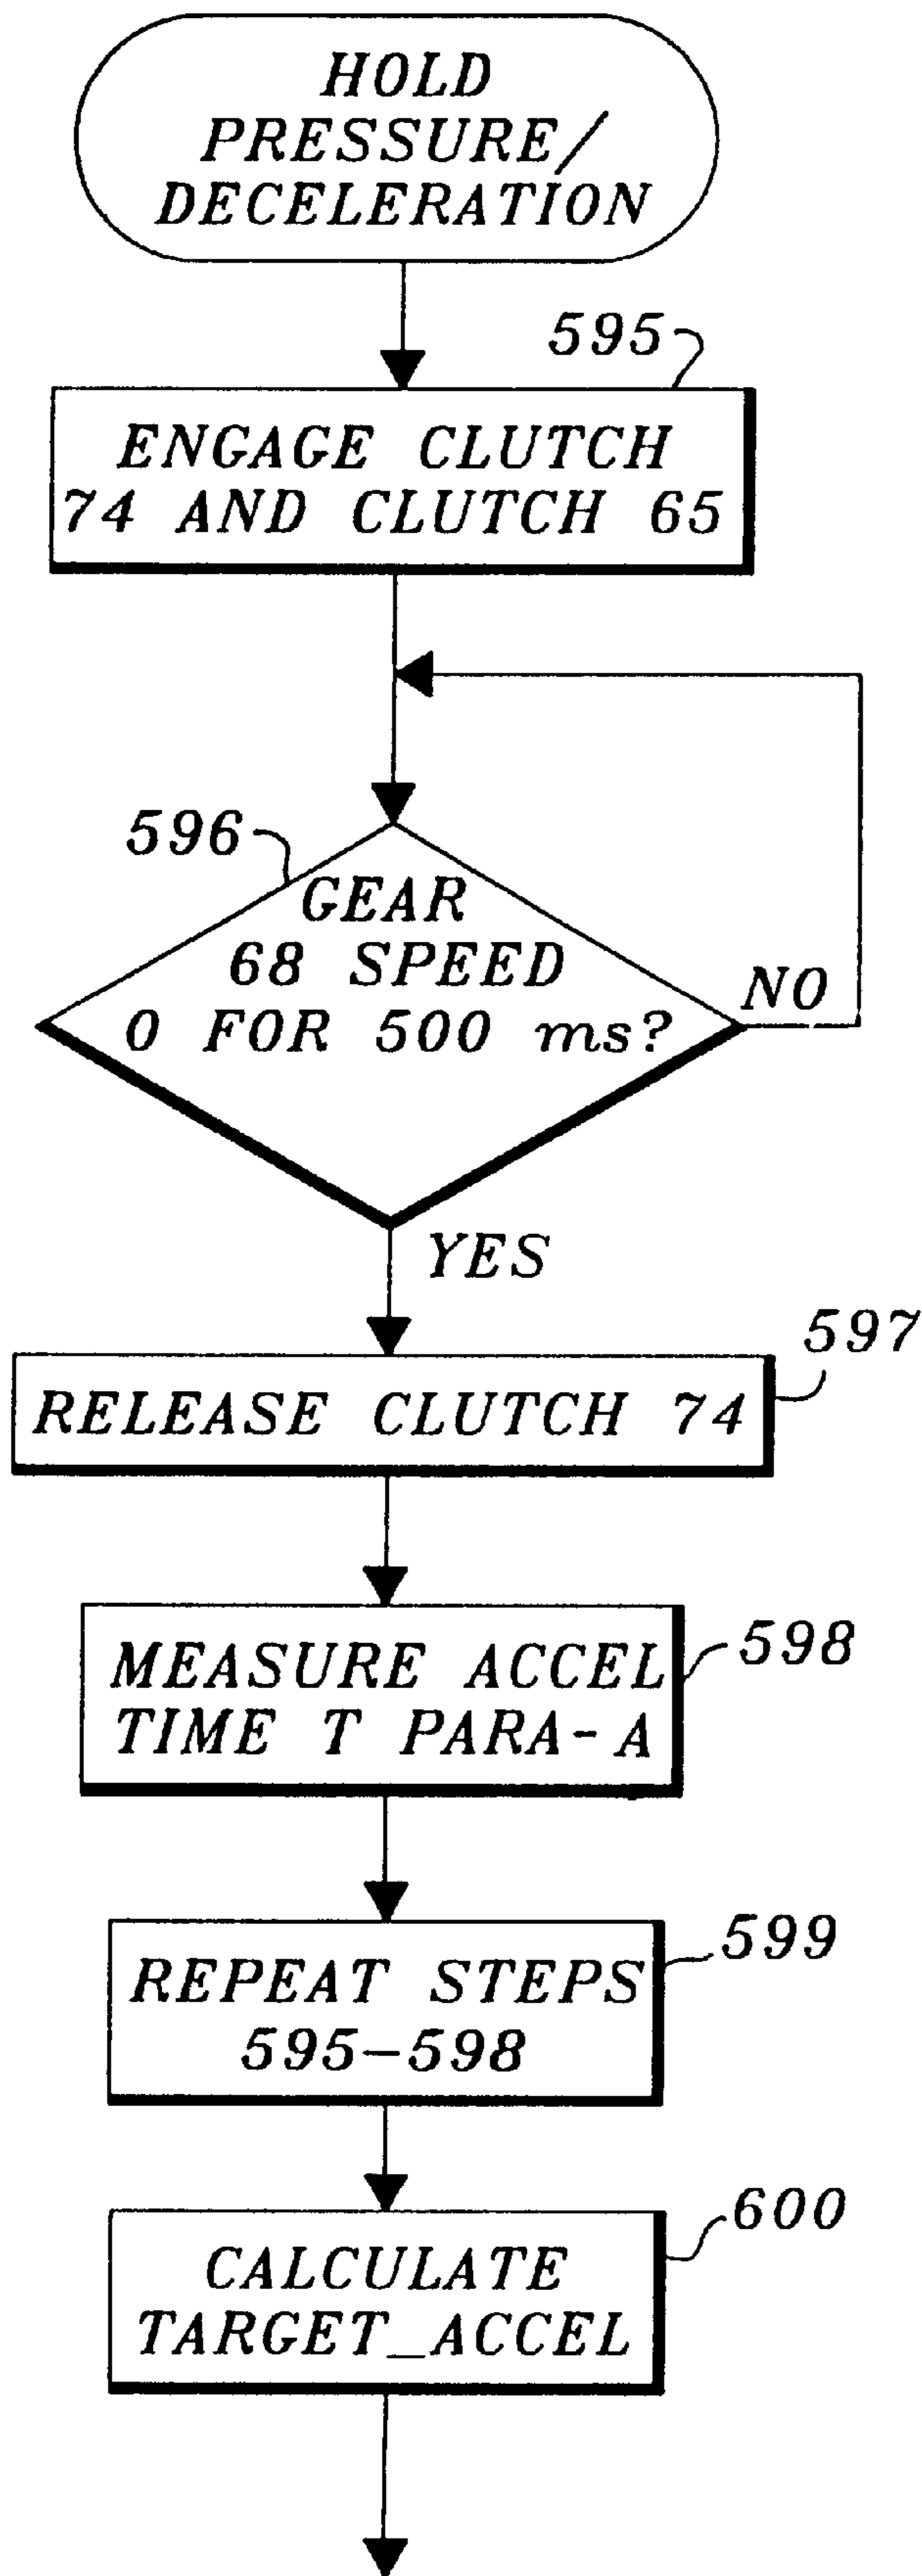 HOLD
PRESSURE/
DECELERATION
595
ENGAGE CLUTCH
74 AND CLUTCH 65
596
GEAR
68 SPEED
0 FOR 500 ms?
NO
YES
597
RELEASE CLUTCH 74
598
MEASURE ACCEL
TIME T PARA-A
599
REPEAT STEPS
595-598
600
CALCULATE
TARGET_ACCEL